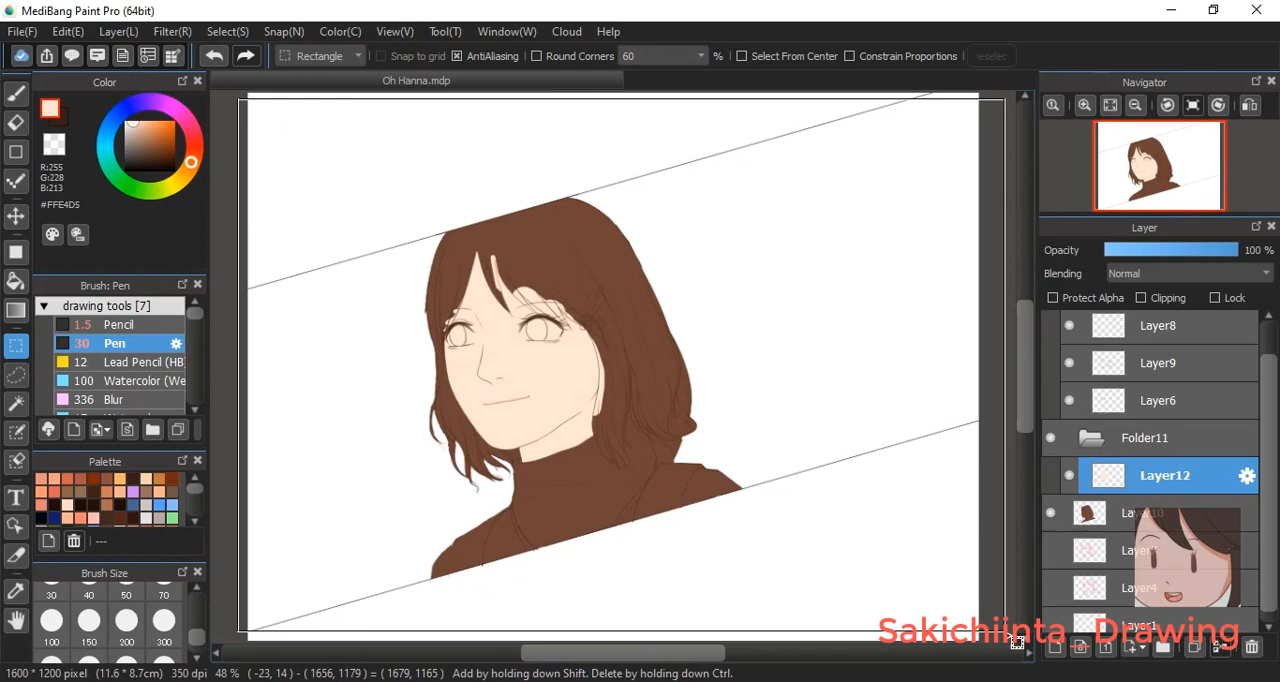 MediBang Paint Pro (64bit)
File(F) Edit(E) Layer(L) Filter(R) Select(S) Snap(N) Color(C) View(V) Tool(T) Window(W) Cloud Help
Rectangle Snap to grid AntiAliasing Round Corners 60 % Select From Center Constrain Proportions reselect
Color
Oh Hanna.mdp
Navigator
R:255
G:228
B:213
#FFE4D5
Layer
Opacity 100 %
Blending Normal
Protect Alpha Clipping Lock
Brush: Pen
drawing tools [7]
1.5 Pencil
30 Pen
12 Lead Pencil (HB
100 Watercolor (We
336 Blur
Layer8
Layer9
Layer6
Folder11
Layer12
Palette
---
Brush Size
30 40 50 70
100 150 200 300
Layer4
Layer1
Sakichiinta_Drawing
1600 * 1200 pixel (11.6 * 8.7cm) 350 dpi 48 % (-23, 14) - (1656, 1179) = (1679, 1165) Add by holding down Shift. Delete by holding down Ctrl.